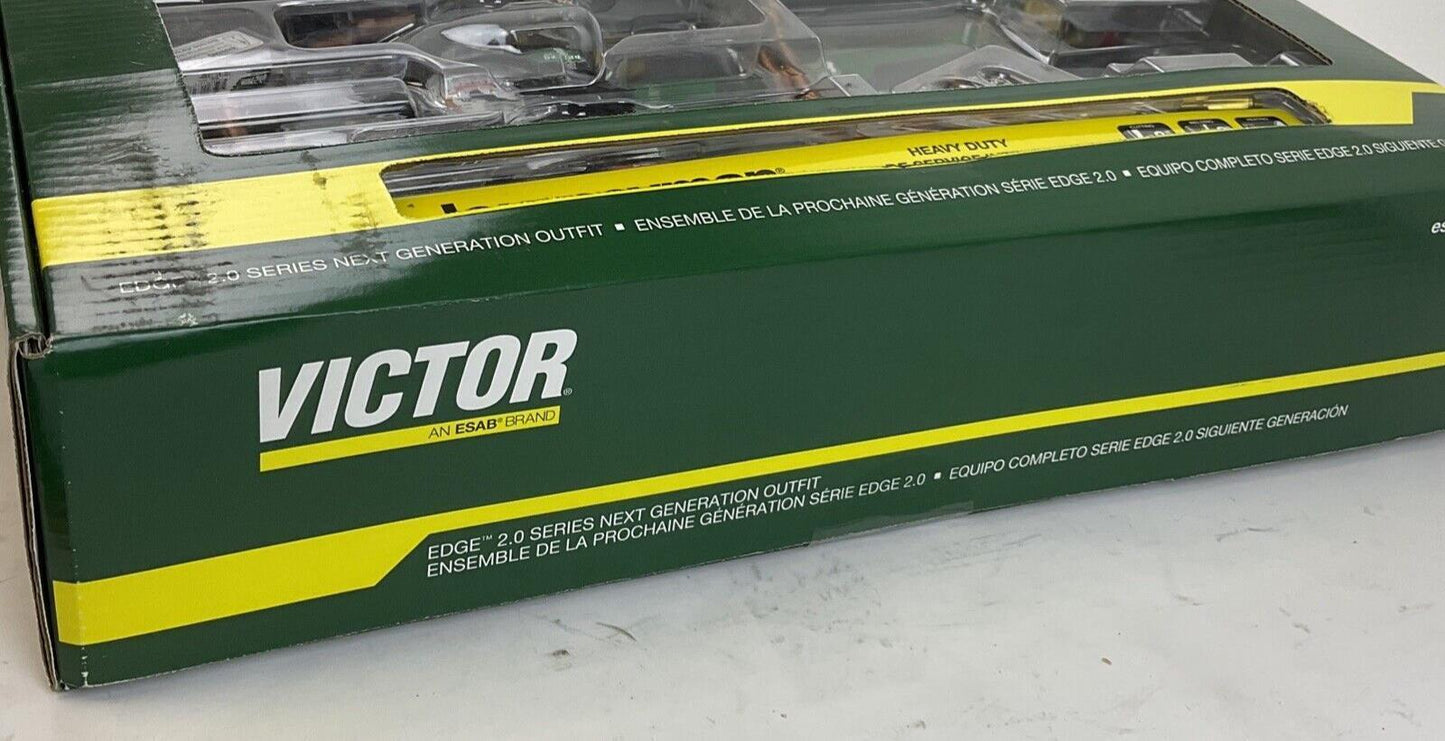 HEAVY DUTY
EDGE™ 2.0 SERIES NEXT GENERATION OUTFIT ▪ ENSEMBLE DE LA PROCHAINE GÉNÉRATION SÉRIE EDGE 2.0 ▪ EQUIPO COMPLETO SERIE EDGE 2.0 SIGUIENTE
VICTOR®
AN ESAB® BRAND
EDGE™ 2.0 SERIES NEXT GENERATION OUTFIT
ENSEMBLE DE LA PROCHAINE GÉNÉRATION SÉRIE EDGE 2.0 ▪ EQUIPO COMPLETO SERIE EDGE 2.0 SIGUIENTE GENERACIÓN